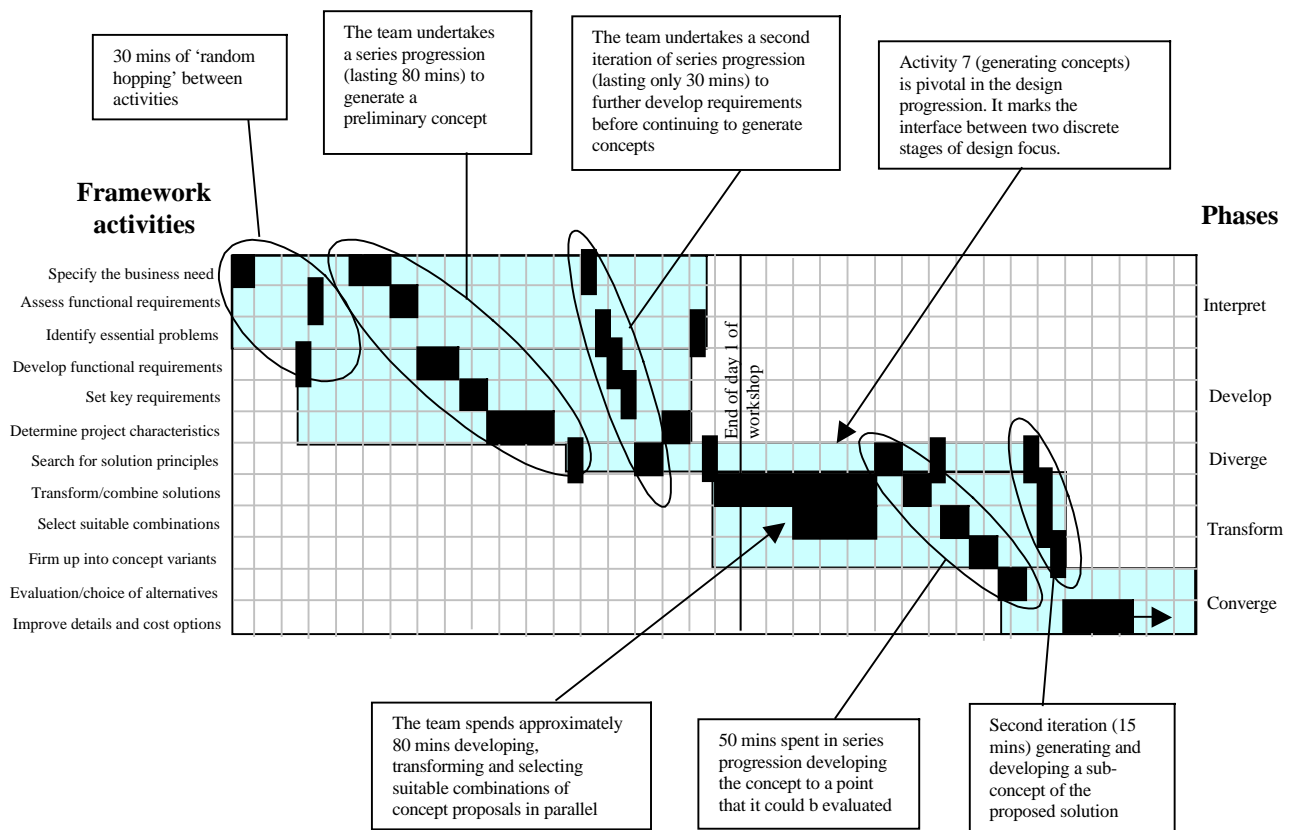 30 mins of ‘random
hopping’ between
activities
The team undertakes
a series progression
(lasting 80 mins) to
generate a
preliminary concept
The team undertakes a second
iteration of series progression
(lasting only 30 mins) to
further develop requirements
before continuing to generate
concepts
Activity 7 (generating concepts)
is pivotal in the design
progression. It marks the
interface between two discrete
stages of design focus.
Framework
activities
Phases
Specify the business need
Assess functional requirements
Identify essential problems
Develop functional requirements
Set key requirements
Determine project characteristics
Search for solution principles
Transform/combine solutions
Select suitable combinations
Firm up into concept variants
Evaluation/choice of alternatives
Improve details and cost options
End of day 1 of
workshop
Interpret
Develop
Diverge
Transform
Converge
The team spends approximately
80 mins developing,
transforming and selecting
suitable combinations of
concept proposals in parallel
50 mins spent in series
progression developing
the concept to a point
that it could b evaluated
Second iteration (15
mins) generating and
developing a sub-
concept of the
proposed solution